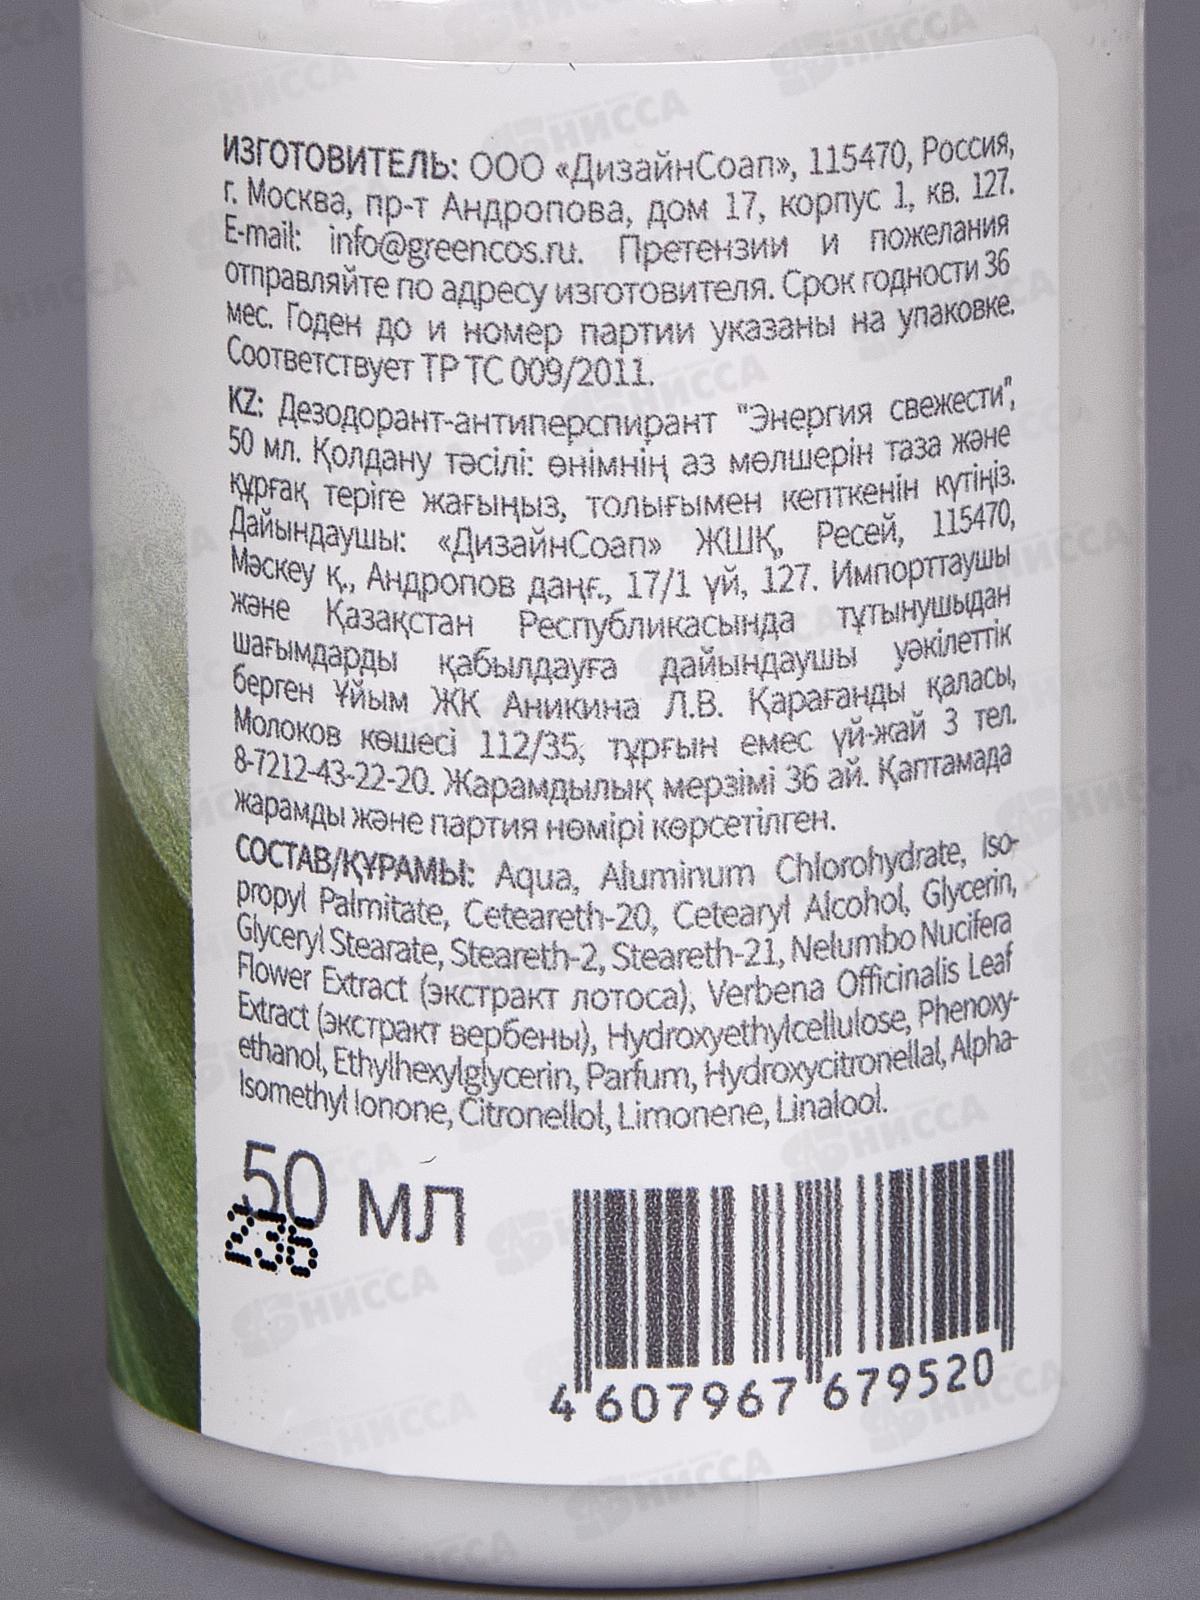 ИЗГОТОВИТЕЛЬ: ООО «ДизайнСоап», 115470, Россия,
г. Москва, пр-т Андропова, дом 17, корпус 1, кв. 127.
E-mail: info@greencos.ru. Претензии и пожелания
отправляйте по адресу изготовителя. Срок годности 36
мес. Годен до и номер партии указаны на упаковке.
Соответствует ТР ТС 009/2011.
KZ: Дезодорант-антиперспирант "Энергия свежести",
50 мл. Қолдану тәсілі: өнімнің аз мөлшерін таза және
құрғақ теріге жағыңыз, толығымен кепткенін күтіңіз.
Дайындаушы: «ДизайнСоап» ЖШҚ, Ресей, 115470,
Мәскеу қ., Андропов даңғ., 17/1 үй, 127. Импорттаушы
және Қазақстан Республикасыңда тұтынушыдан
шағымдарды қабылдауға дайыңдаушы уәкілеттік
берген Ұйым ЖК Аникина Л.В. Қарағанды қаласы,
Молоков көшесі 112/35, тұрғын емес үй-жай 3 тел.
8-7212-43-22-20. Жарамдылық мерзімі 36 ай. Қаптамада
жарамды және партия нөмірі көрсетілген.
СОСТАВ/ҚҰРАМЫ: Aqua, Aluminum Chlorohydrate, Iso-
propyl Palmitate, Ceteareth-20, Cetearyl Alcohol, Glycerin,
Glyceryl Stearate, Steareth-2, Steareth-21, Nelumbo Nucifera
Flower Extract (экстракт лотоса), Verbena Officinalis Leaf
Extract (экстракт вербены), Hydroxyethylcellulose, Phenoxy-
ethanol, Ethylhexylglycerin, Parfum, Hydroxycitronellal, Alpha-
Isomethyl Ionone, Citronellol, Limonene, Linalool.
50 мл
236
4 607967 679520